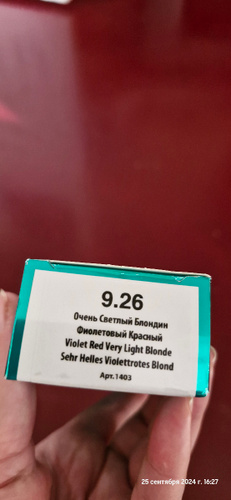 9.26
Очень Светлый Блондин
Фиолетовый Красный
Violet Red Very Light Blonde
Sehr Helles Violettrotes Blond
Арт.1403
25 сентября 2024 г. 16:27